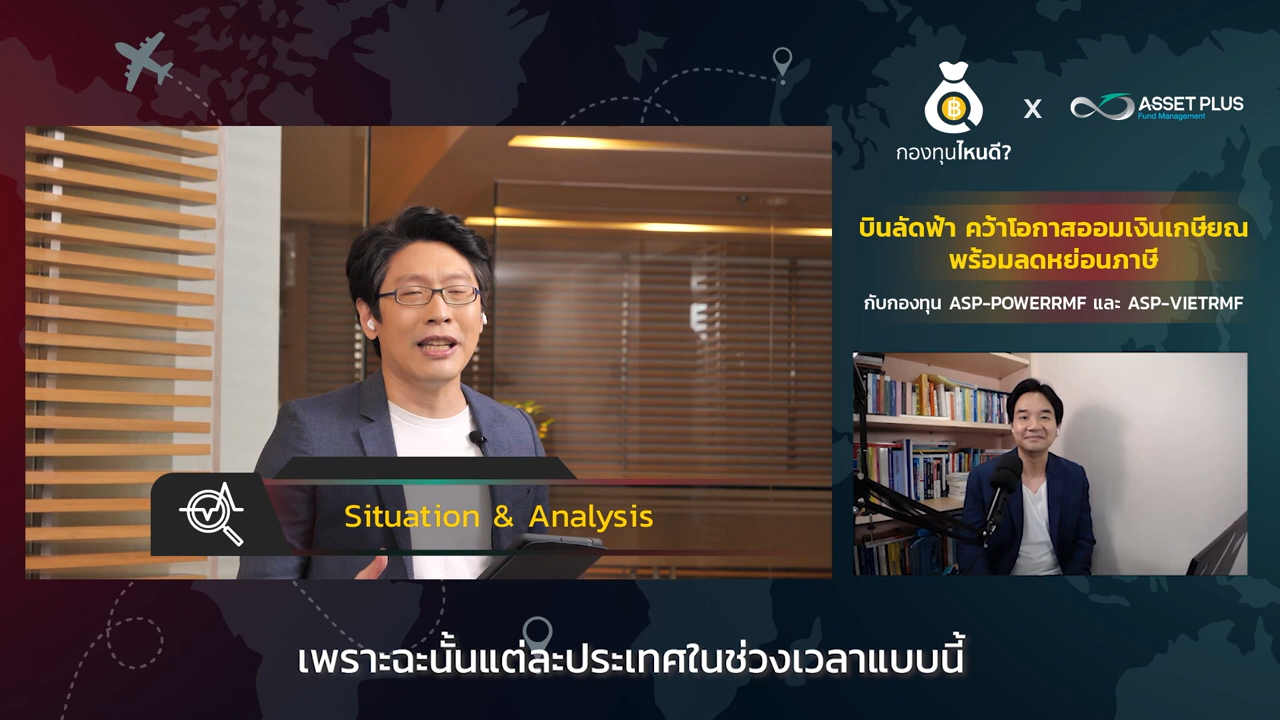 ฿
กองทุนไหนดี?
X
ASSET PLUS
Fund Management
บินลัดฟ้า คว้าโอกาสออมเงินเกษียณ
พร้อมลดหย่อนภาษี
กับกองทุน ASP-POWERRMF และ ASP-VIETRMF
Situation & Analysis
เพราะฉะนั้นแต่ละประเทศในช่วงเวลาแบบนี้